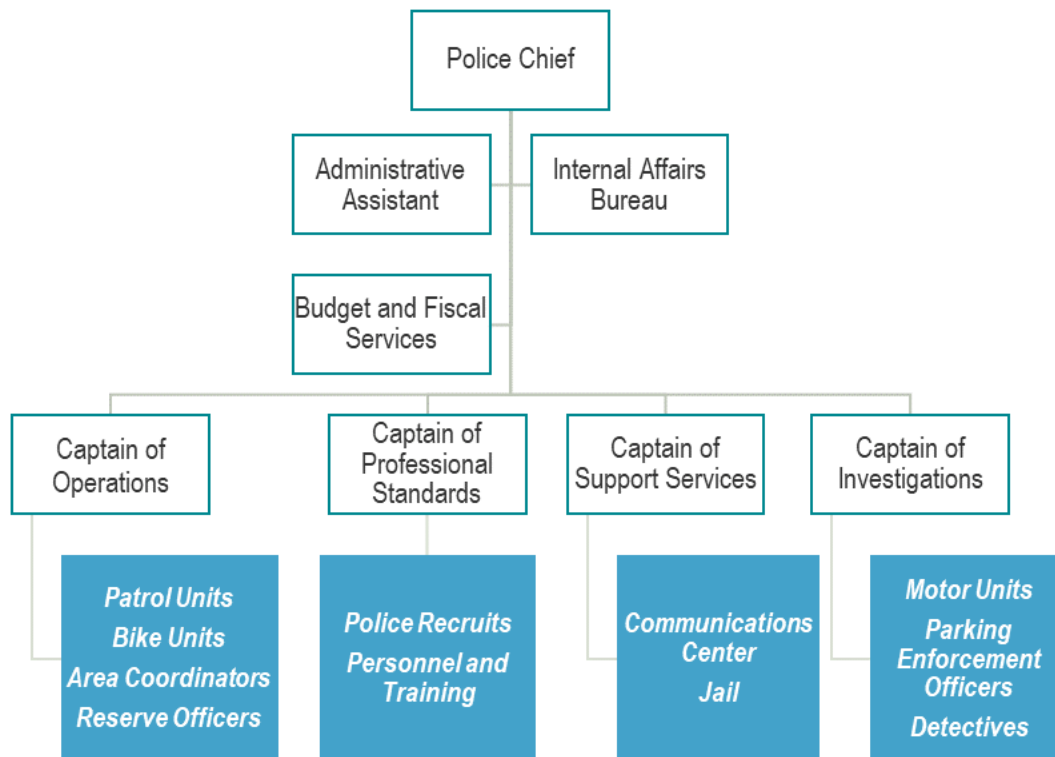 Police Chief
Administrative
Assistant
Internal Affairs
Bureau
Budget and Fiscal
Services
Captain of
Operations
Captain of
Professional
Standards
Captain of
Support Services
Captain of
Investigations
Patrol Units
Bike Units
Area Coordinators
Reserve Officers
Police Recruits
Personnel and
Training
Communications
Center
Jail
Motor Units
Parking
Enforcement
Officers
Detectives